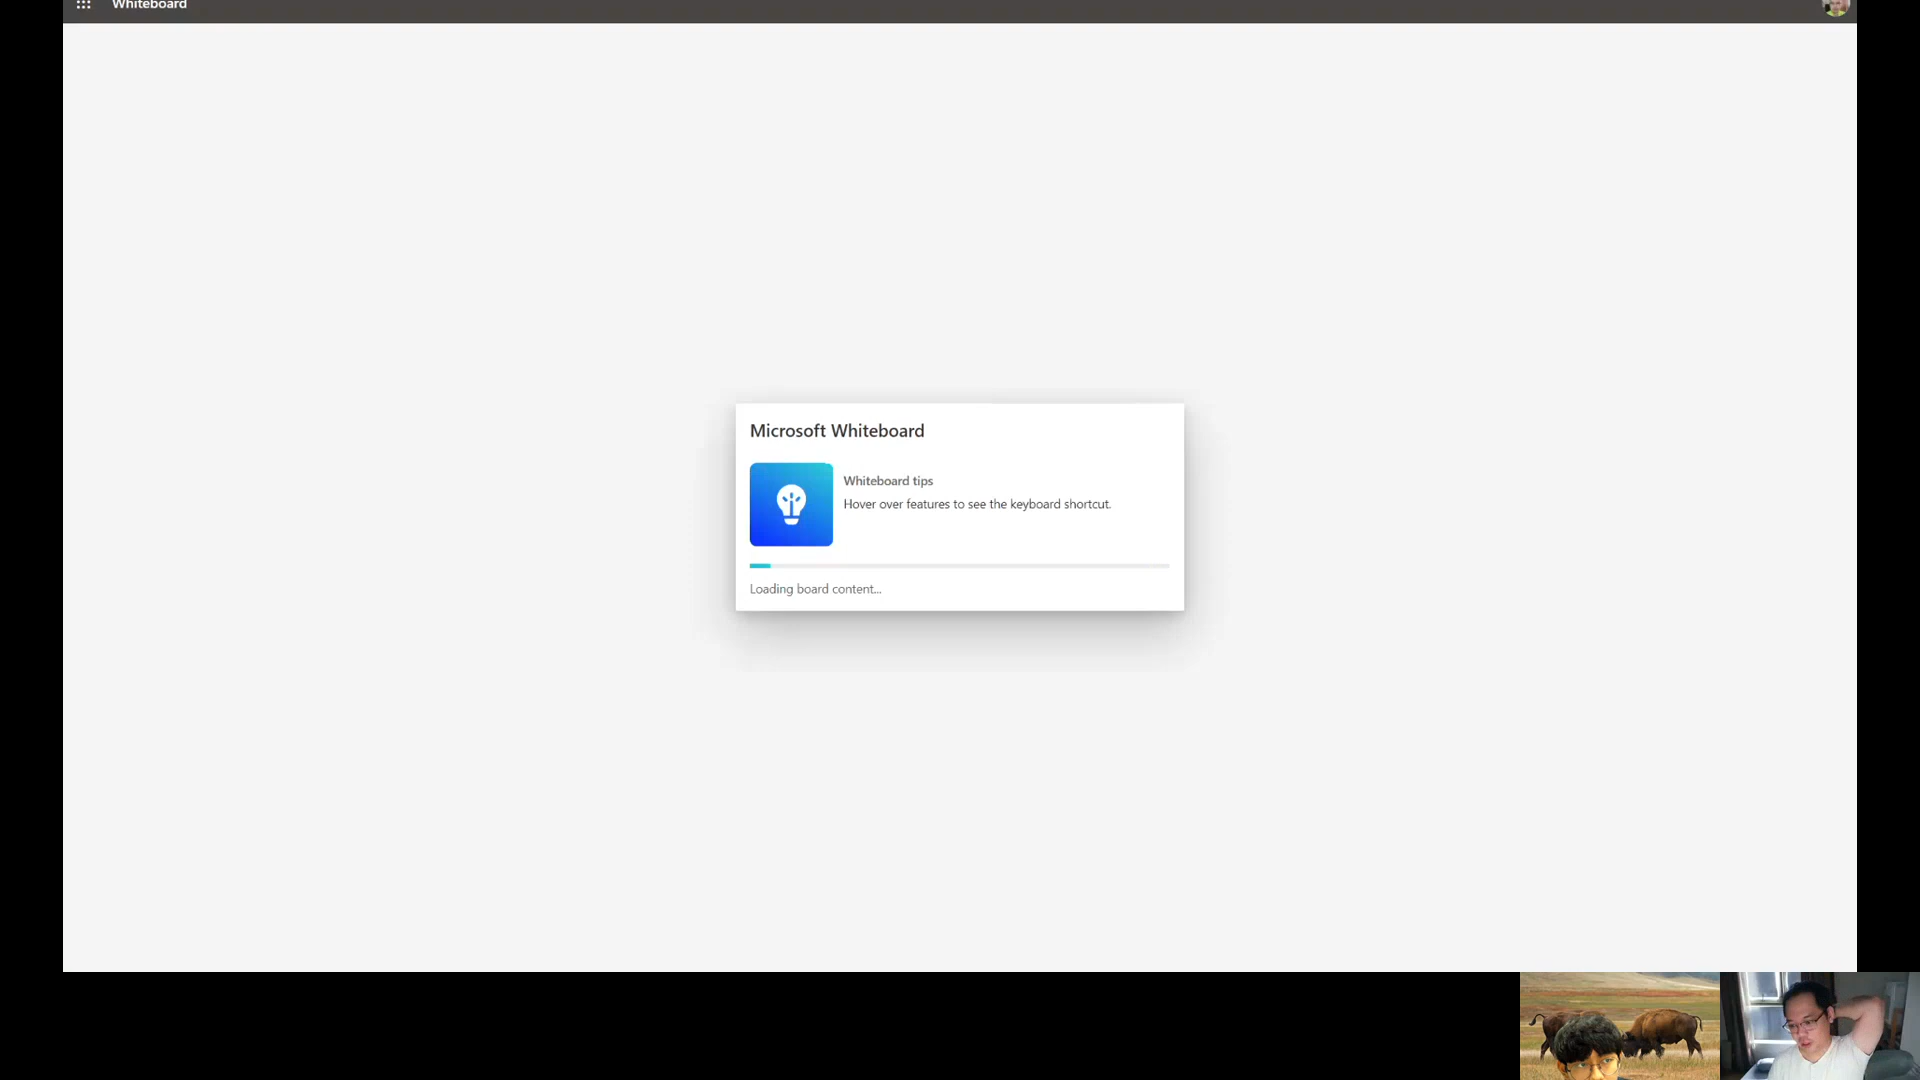 Whiteboard
Microsoft Whiteboard
Whiteboard tips
Hover over features to see the keyboard shortcut.
Loading board content...